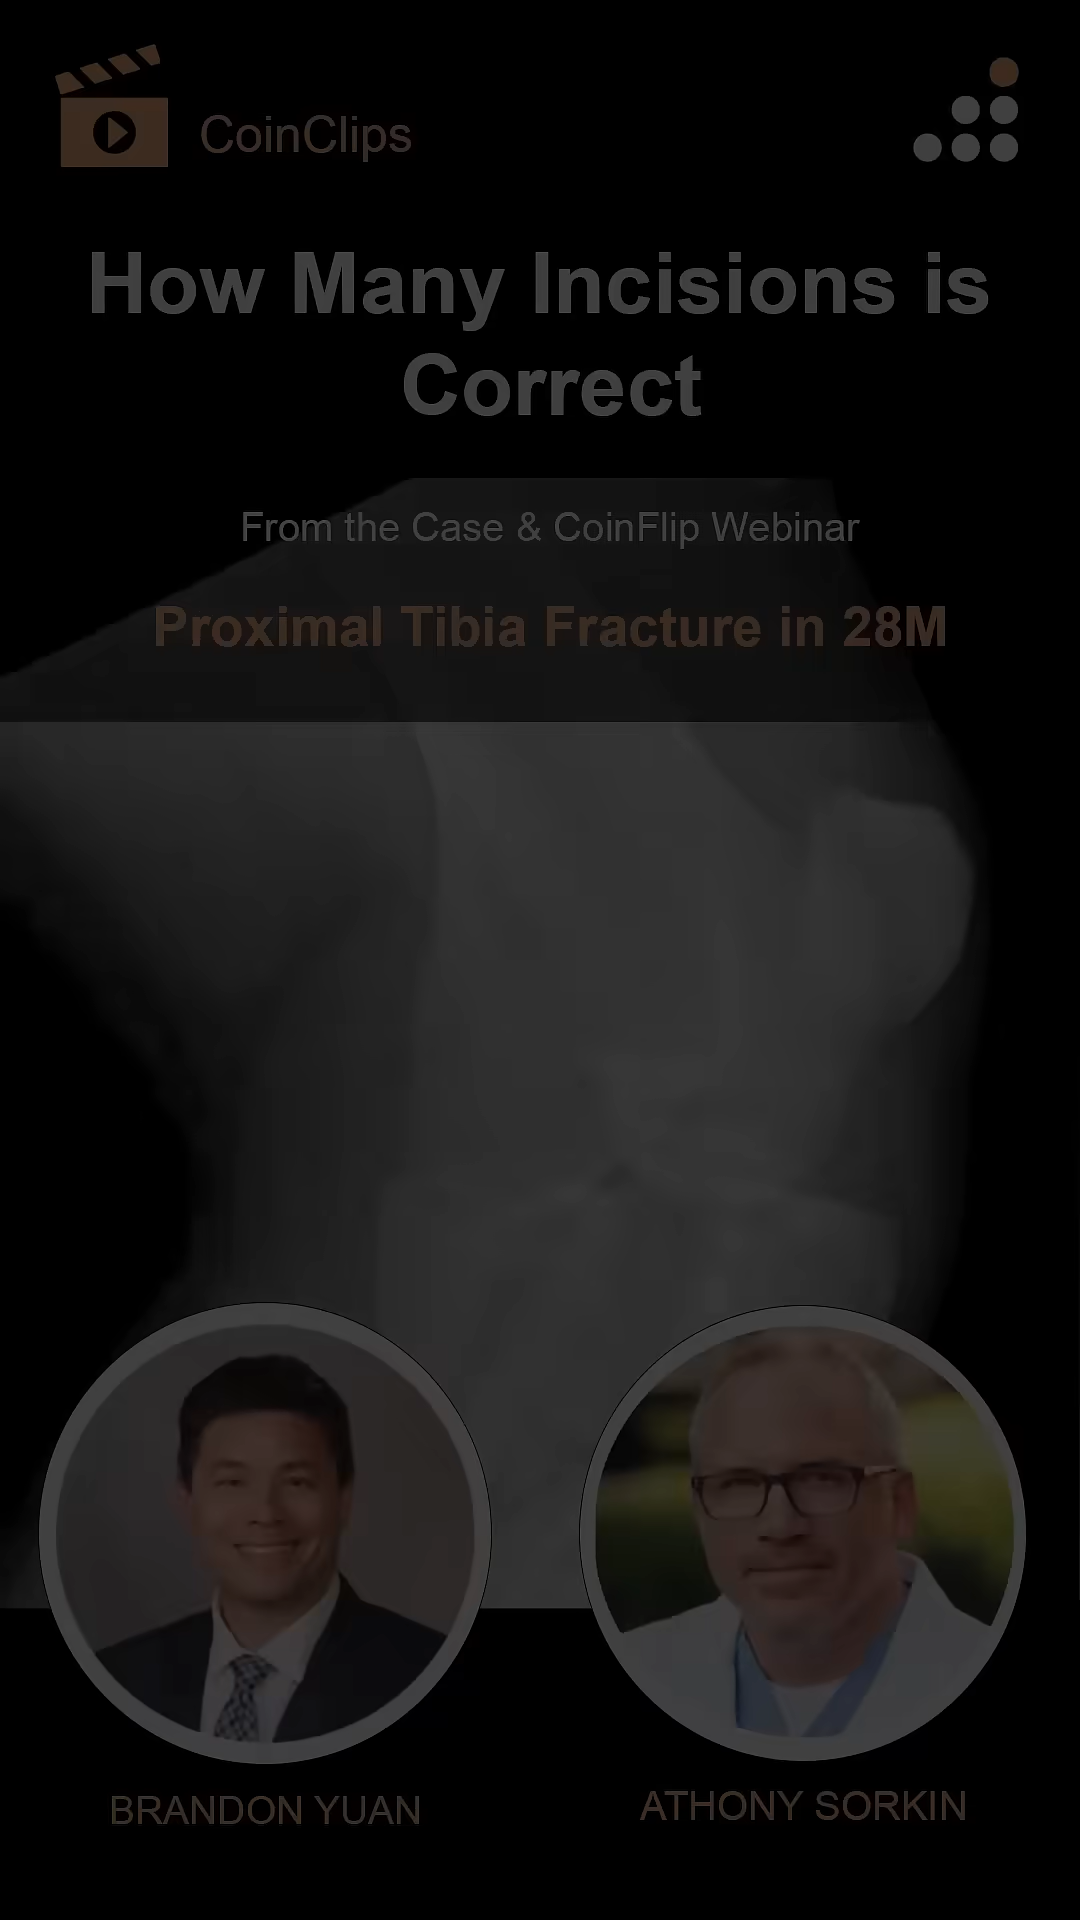 CoinClips
How Many Incisions is
Correct
From the Case & CoinFlip Webinar
Proximal Tibia Fracture in 28M
BRANDON YUAN
ATHONY SORKIN